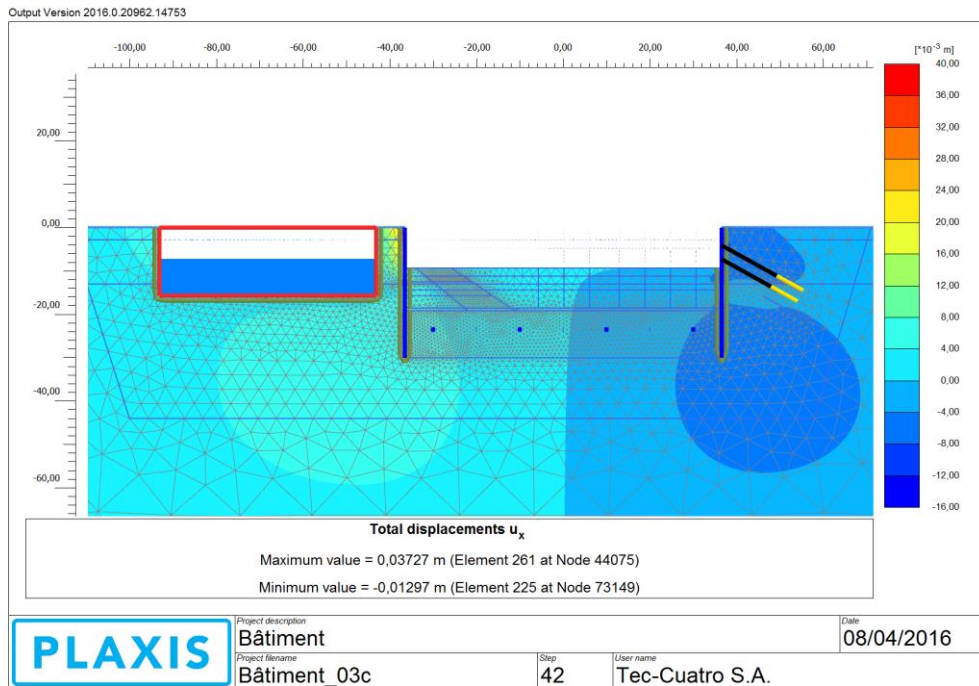 Output Version 2016.0.20962.14753
-100,00 -80,00 -60,00 -40,00 -20,00 0,00 20,00 40,00 60,00
[*10⁻³ m]
20,00
0,00
-20,00
-40,00
-60,00
40,00
36,00
32,00
28,00
24,00
20,00
16,00
12,00
8,00
4,00
0,00
-4,00
-8,00
-12,00
-16,00
Total displacements uₓ
Maximum value = 0,03727 m (Element 261 at Node 44075)
Minimum value = -0,01297 m (Element 225 at Node 73149)
PLAXIS
Project description
Bâtiment
Date
08/04/2016
Project filename
Bâtiment_03c
Step
42
User name
Tec-Cuatro S.A.